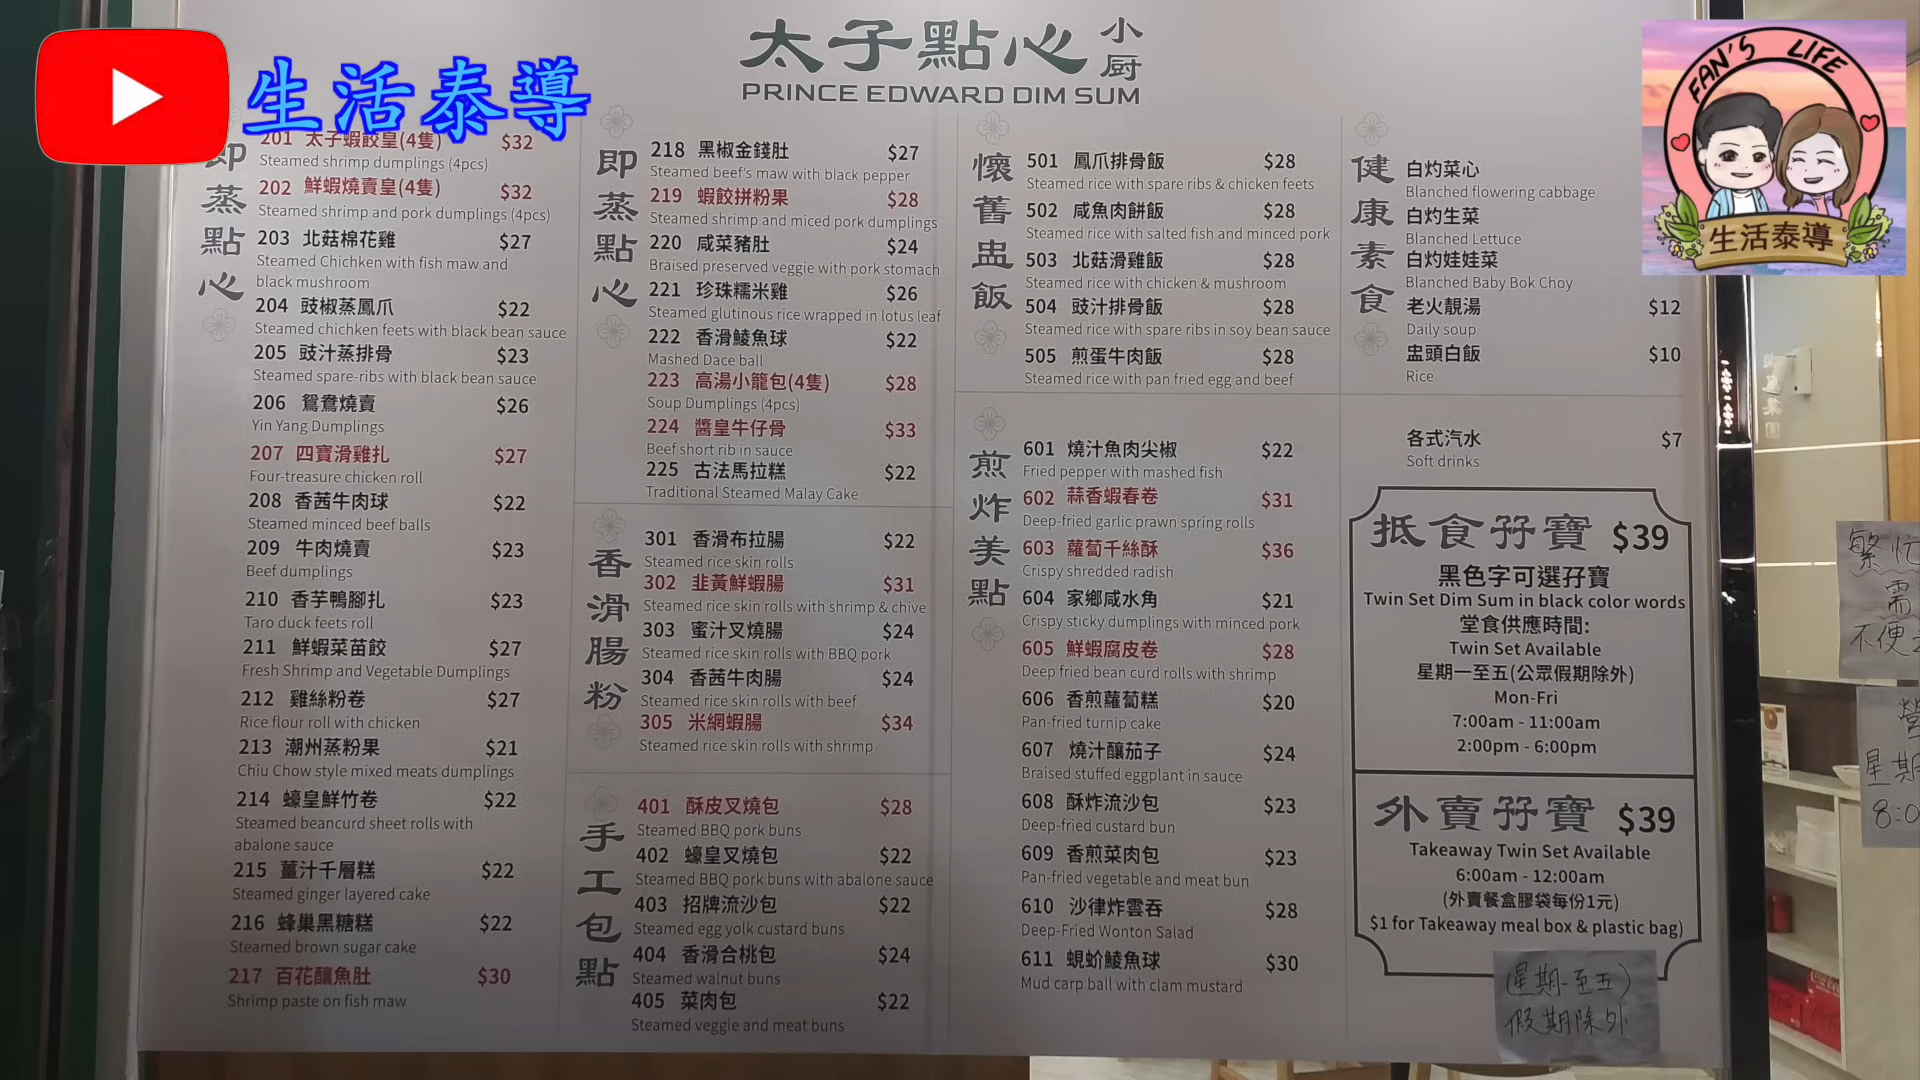 生活泰導
太子點心 小厨
PRINCE EDWARD DIM SUM
FAN'S LIFE
生活泰導
即蒸點心
201 太子蝦餃皇(4隻) $32
Steamed shrimp dumplings (4pcs)
202 鮮蝦燒賣皇(4隻) $32
Steamed shrimp and pork dumplings (4pcs)
203 北菇棉花雞 $27
Steamed Chichken with fish maw and
black mushroom
204 豉椒蒸鳳爪 $22
Steamed chichken feets with black bean sauce
205 豉汁蒸排骨 $23
Steamed spare-ribs with black bean sauce
206 鴛鴦燒賣 $26
Yin Yang Dumplings
207 四寶滑雞扎 $27
Four-treasure chicken roll
208 香茜牛肉球 $22
Steamed minced beef balls
209 牛肉燒賣 $23
Beef dumplings
210 香芋鴨腳扎 $23
Taro duck feets roll
211 鮮蝦菜苗餃 $27
Fresh Shrimp and Vegetable Dumplings
212 雞絲粉卷 $27
Rice flour roll with chicken
213 潮州蒸粉果 $21
Chiu Chow style mixed meats dumplings
214 蠔皇鮮竹卷 $22
Steamed beancurd sheet rolls with
abalone sauce
215 薑汁千層糕 $22
Steamed ginger layered cake
216 蜂巢黑糖糕 $22
Steamed brown sugar cake
217 百花釀魚肚 $30
Shrimp paste on fish maw
即蒸點心
218 黑椒金錢肚 $27
Steamed beef's maw with black pepper
219 蝦餃拼粉果 $28
Steamed shrimp and miced pork dumplings
220 咸菜豬肚 $24
Braised preserved veggie with pork stomach
221 珍珠糯米雞 $26
Steamed glutinous rice wrapped in lotus leaf
222 香滑鯪魚球 $22
Mashed Dace ball
223 高湯小籠包(4隻) $28
Soup Dumplings (4pcs)
224 醬皇牛仔骨 $33
Beef short rib in sauce
225 古法馬拉糕 $22
Traditional Steamed Malay Cake
香滑腸粉
301 香滑布拉腸 $22
Steamed rice skin rolls
302 韭黃鮮蝦腸 $31
Steamed rice skin rolls with shrimp & chive
303 蜜汁叉燒腸 $24
Steamed rice skin rolls with BBQ pork
304 香茜牛肉腸 $24
Steamed rice skin rolls with beef
305 米網蝦腸 $34
Steamed rice skin rolls with shrimp
手工包點
401 酥皮叉燒包 $28
Steamed BBQ pork buns
402 蠔皇叉燒包 $22
Steamed BBQ pork buns with abalone sauce
403 招牌流沙包 $22
Steamed egg yolk custard buns
404 香滑合桃包 $24
Steamed walnut buns
405 菜肉包 $22
Steamed veggie and meat buns
懷舊盅飯
501 鳳爪排骨飯 $28
Steamed rice with spare ribs & chicken feets
502 咸魚肉餅飯 $28
Steamed rice with salted fish and minced pork
503 北菇滑雞飯 $28
Steamed rice with chicken & mushroom
504 豉汁排骨飯 $28
Steamed rice with spare ribs in soy bean sauce
505 煎蛋牛肉飯 $28
Steamed rice with pan fried egg and beef
煎炸美點
601 燒汁魚肉尖椒 $22
Fried pepper with mashed fish
602 蒜香蝦春卷 $31
Deep-fried garlic prawn spring rolls
603 蘿蔔千絲酥 $36
Crispy shredded radish
604 家鄉咸水角 $21
Crispy sticky dumplings with minced pork
605 鮮蝦腐皮卷 $28
Deep fried bean curd rolls with shrimp
606 香煎蘿蔔糕 $20
Pan-fried turnip cake
607 燒汁釀茄子 $24
Braised stuffed eggplant in sauce
608 酥炸流沙包 $23
Deep-fried custard bun
609 香煎菜肉包 $23
Pan-fried vegetable and meat bun
610 沙律炸雲吞 $28
Deep-Fried Wonton Salad
611 蜆蚧鯪魚球 $30
Mud carp ball with clam mustard
健康素食
白灼菜心
Blanched flowering cabbage
白灼生菜
Blanched Lettuce
白灼娃娃菜
Blanched Baby Bok Choy
老火靚湯 $12
Daily soup
盅頭白飯 $10
Rice
各式汽水 $7
Soft drinks
抵食孖寶 $39
黑色字可選孖寶
Twin Set Dim Sum in black color words
堂食供應時間:
Twin Set Available
星期一至五(公眾假期除外)
Mon-Fri
7:00am - 11:00am
2:00pm - 6:00pm
外賣孖寶 $39
Takeaway Twin Set Available
6:00am - 12:00am
(外賣餐盒膠袋每份1元)
$1 for Takeaway meal box & plastic bag)
(星期一至五)
假期除外
繁忙
需
不便
營
星期
8:0